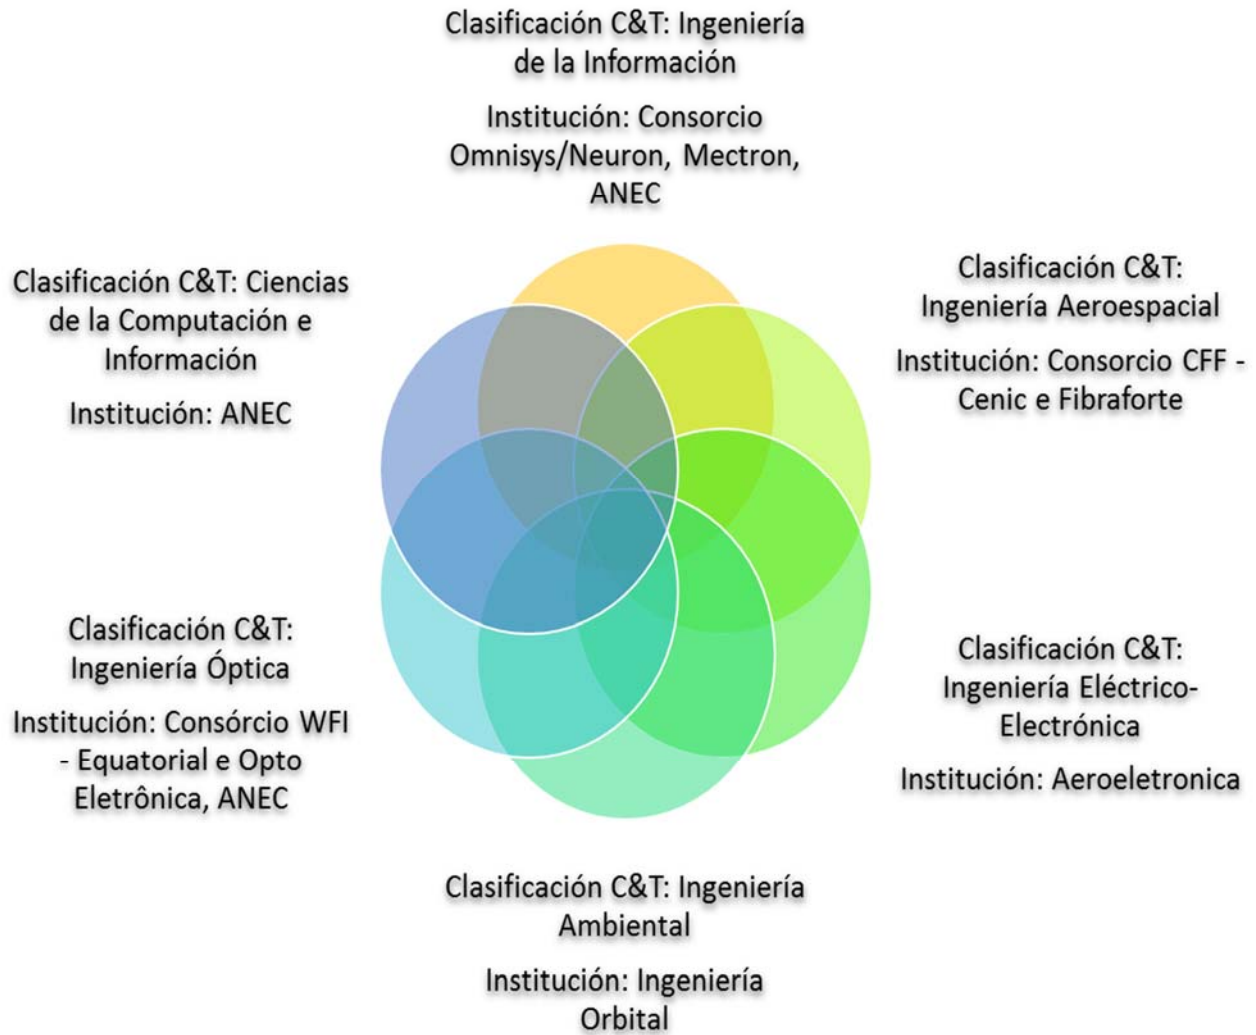 Clasificación C&T: Ingeniería
de la Información
Institución: Consorcio
Omnisys/Neuron, Mectron,
ANEC
Clasificación C&T: Ciencias
de la Computación e
Información
Institución: ANEC
Clasificación C&T:
Ingeniería Aeroespacial
Institución: Consorcio CFF -
Cenic e Fibraforte
Clasificación C&T:
Ingeniería Óptica
Institución: Consórcio WFI
- Equatorial e Opto
Eletrônica, ANEC
Clasificación C&T:
Ingeniería Eléctrico-
Electrónica
Institución: Aeroeletronica
Clasificación C&T: Ingeniería
Ambiental
Institución: Ingeniería
Orbital